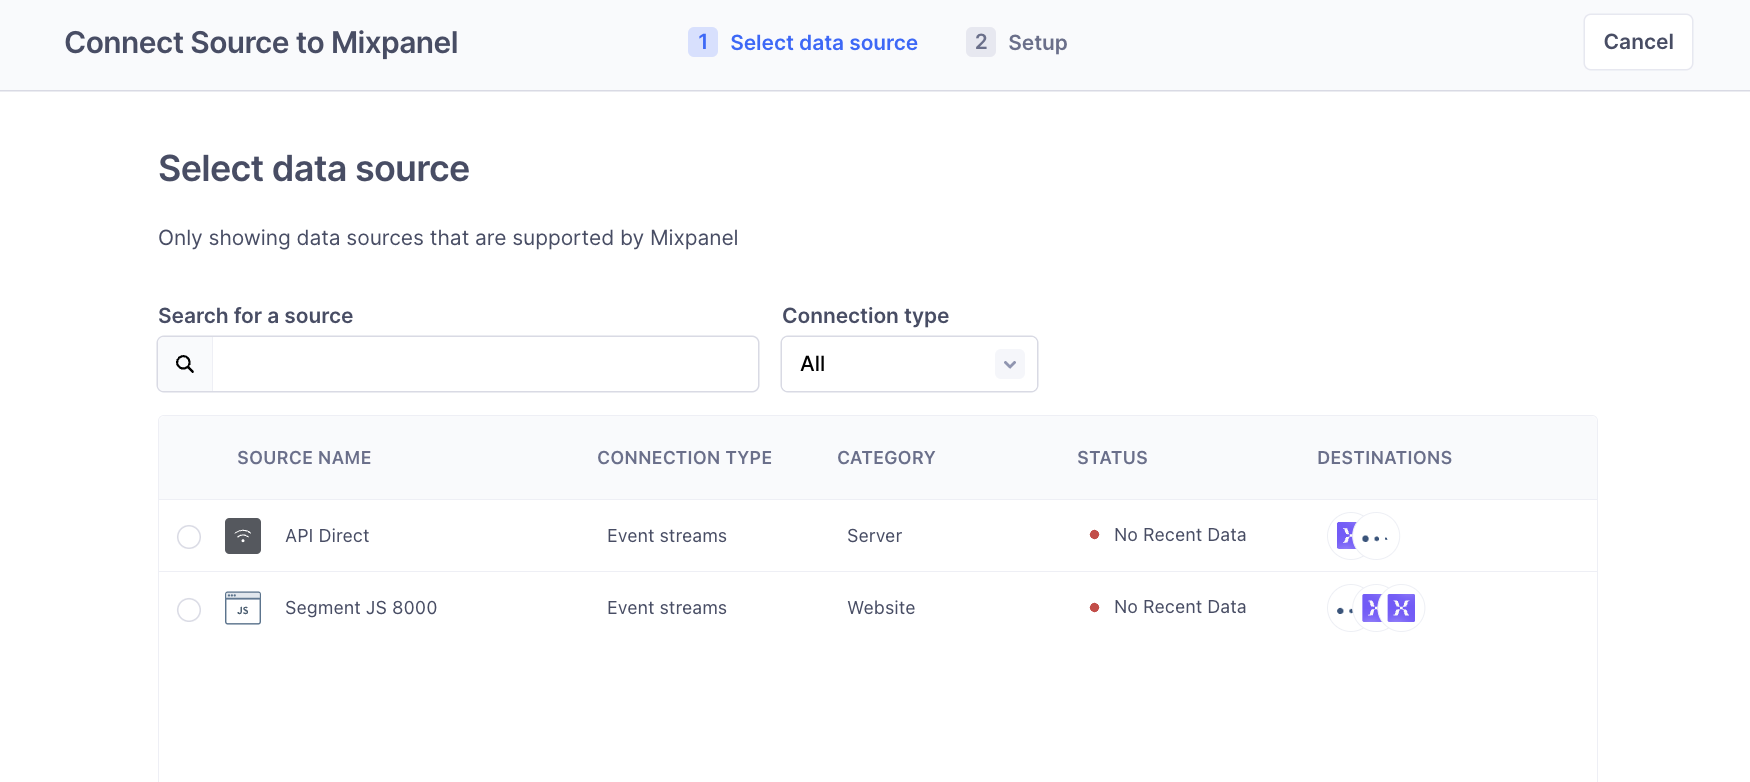 Connect Source to Mixpanel
1 Select data source 2 Setup
Cancel
Select data source
Only showing data sources that are supported by Mixpanel
Search for a source Connection type
All
SOURCE NAME CONNECTION TYPE CATEGORY STATUS DESTINATIONS
API Direct Event streams Server No Recent Data
JS Segment JS 8000 Event streams Website No Recent Data